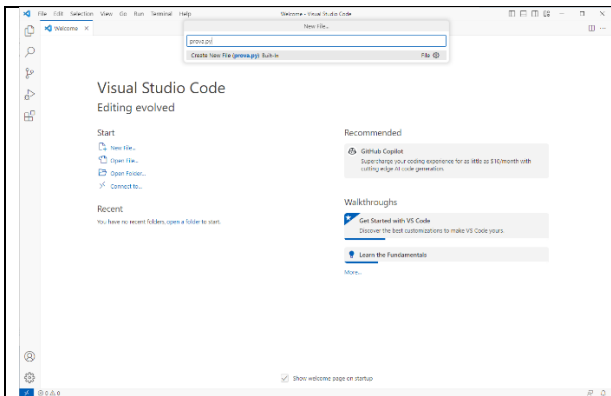 File Edit Selection View Go Run Terminal Help Welcome - Visual Studio Code
Welcome
New File...
prova.py
Create New File (prova.py) Built-In File
Visual Studio Code
Editing evolved
Start
New File...
Open File...
Open Folder...
Connect to...
Recent
You have no recent folders, open a folder to start.
Recommended
GitHub Copilot
Supercharge your coding experience for as little as $10/month with
cutting edge AI code generation.
Walkthroughs
Get Started with VS Code
Discover the best customizations to make VS Code yours.
Learn the Fundamentals
More...
Show welcome page on startup
0 0